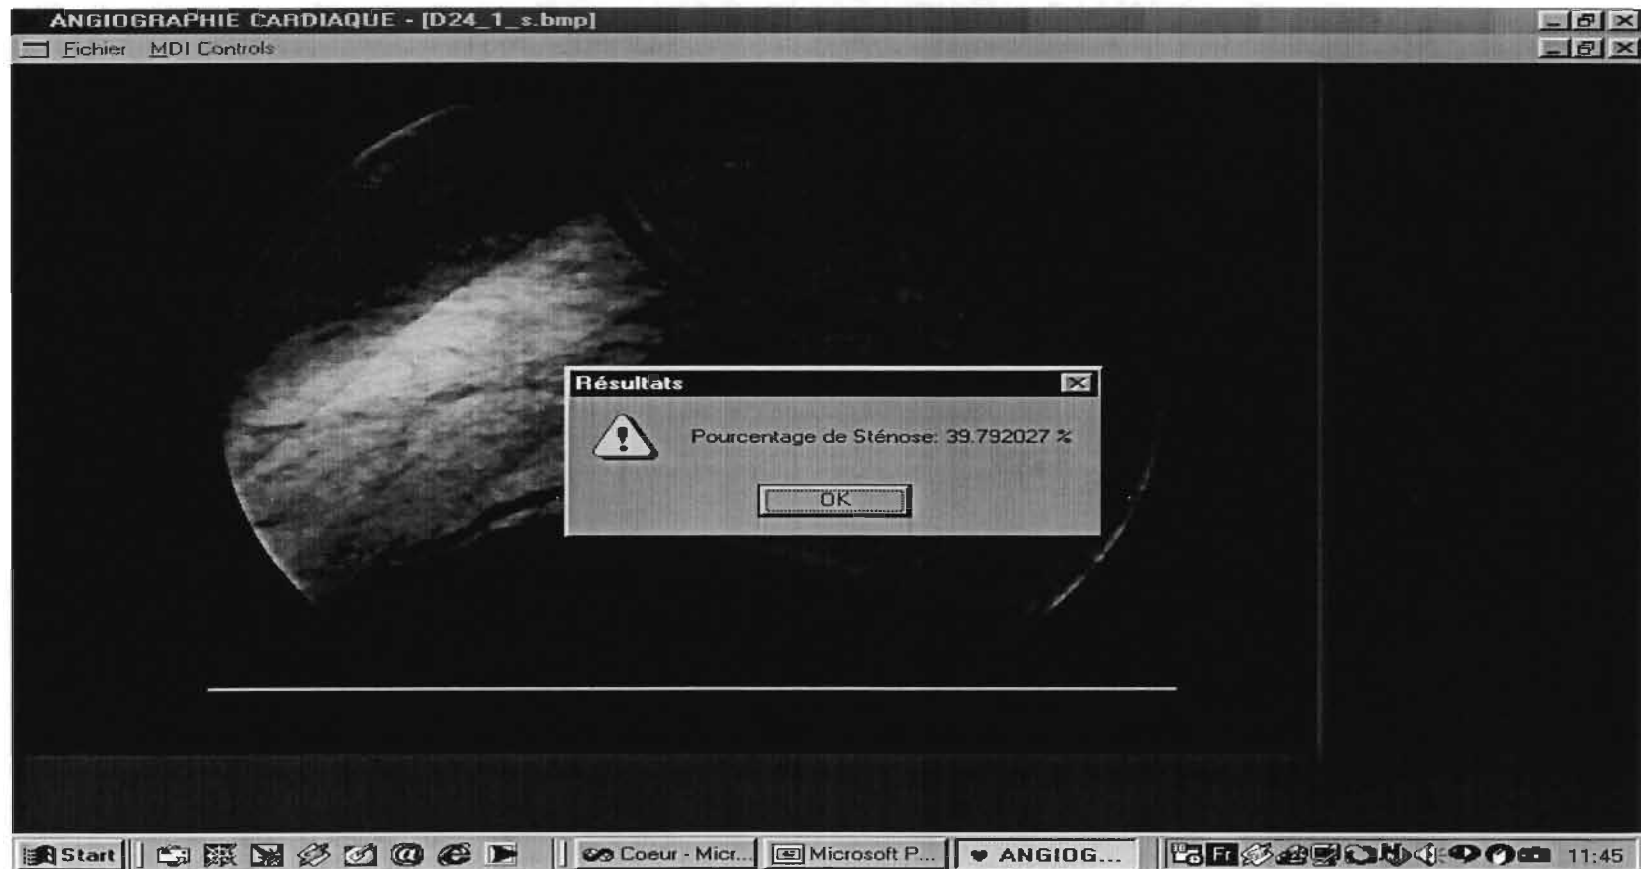 ANGIOGRAPHIE CARDIAQUE - [D24_1_s.bmp]
Fichier MDI Controls
Résultats
Pourcentage de Sténose: 39.792027 %
OK
Start Coeur - Micr... Microsoft P... ANGIOG... Fr 11:45